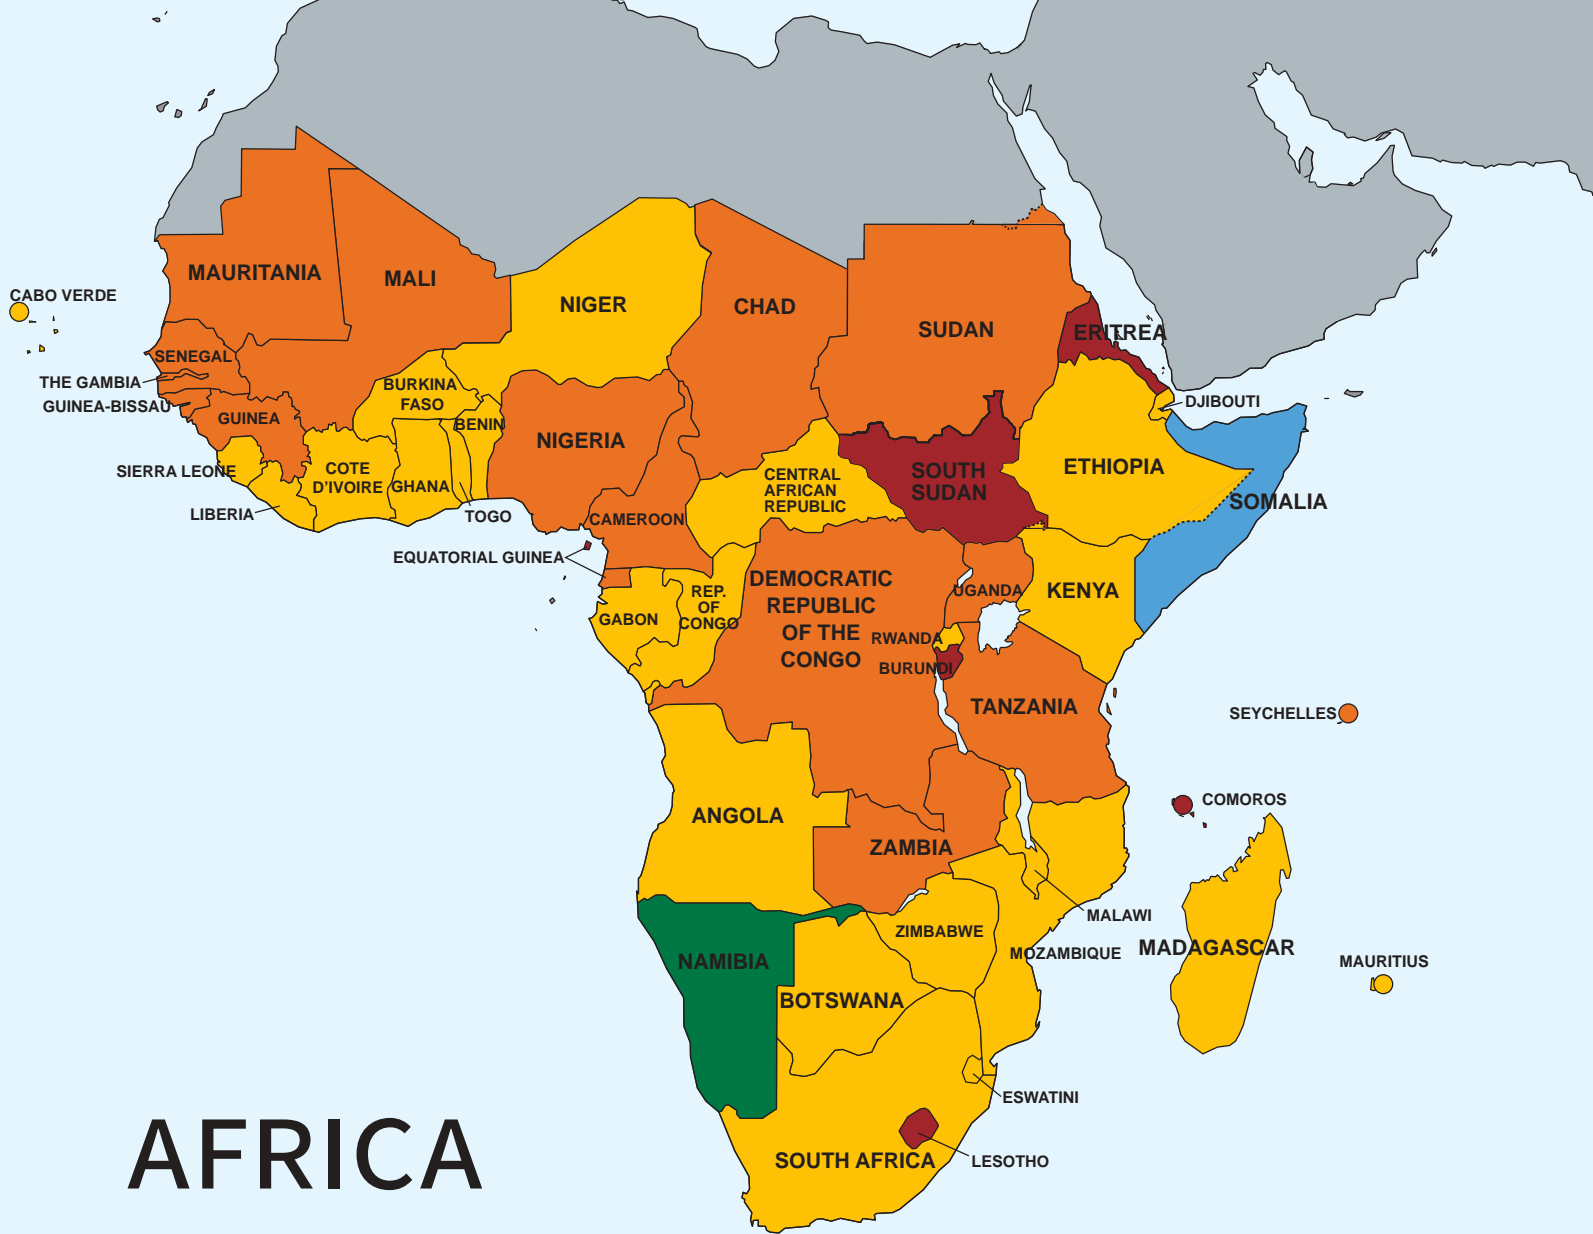 MAURITANIA
MALI
NIGER
CHAD
SUDAN
ERITREA
CABO VERDE
SENEGAL
THE GAMBIA
GUINEA-BISSAU
GUINEA
BURKINA
FASO
BENIN
NIGERIA
DJIBOUTI
SIERRA LEONE
COTE
D'IVOIRE
GHANA
LIBERIA
TOGO
CAMEROON
CENTRAL
AFRICAN
REPUBLIC
SOUTH
SUDAN
ETHIOPIA
SOMALIA
EQUATORIAL GUINEA
GABON
REP.
OF
CONGO
DEMOCRATIC
REPUBLIC
OF THE
CONGO
UGANDA
KENYA
RWANDA
BURUNDI
TANZANIA
SEYCHELLES
COMOROS
ANGOLA
ZAMBIA
MALAWI
MOZAMBIQUE
MADAGASCAR
MAURITIUS
NAMIBIA
ZIMBABWE
BOTSWANA
ESWATINI
SOUTH AFRICA
LESOTHO
AFRICA